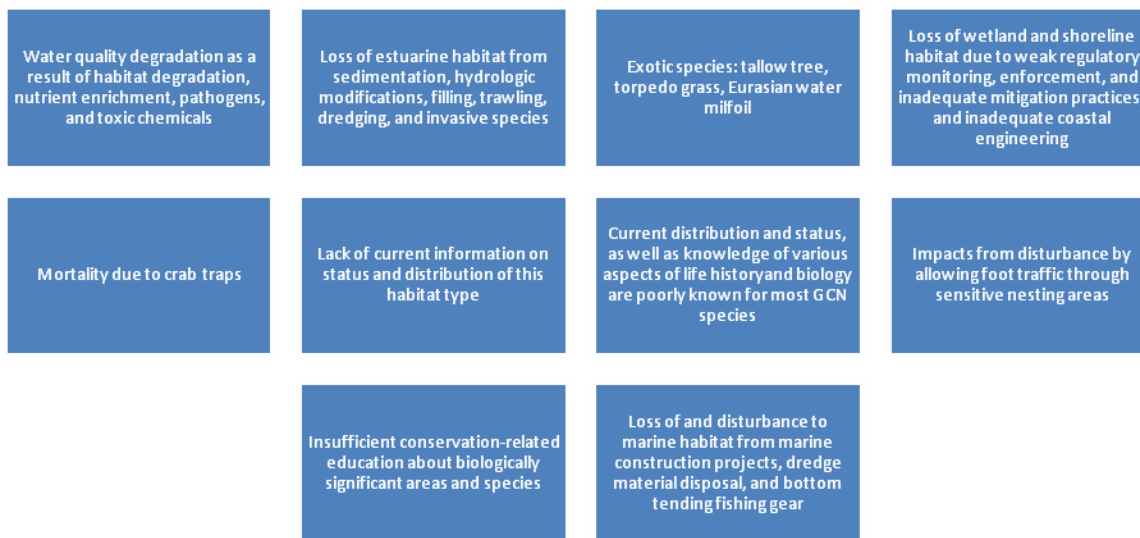 Water quality degradation as a
result of habitat degradation,
nutrient enrichment, pathogens,
and toxic chemicals
Loss of estuarine habitat from
sedimentation, hydrologic
modifications, filling, trawling,
dredging, and invasive species
Exotic species: tallow tree,
torpedo grass, Eurasian water
milfoil
Loss of wetland and shoreline
habitat due to weak regulatory
monitoring, enforcement, and
inadequate mitigation practices
and inadequate coastal
engineering
Mortality due to crab traps
Lack of current information on
status and distribution of this
habitat type
Current distribution and status,
as well as knowledge of various
aspects of life historyand biology
are poorly known for most GCN
species
Impacts from disturbance by
allowing foot traffic through
sensitive nesting areas
Insufficient conservation-related
education about biologically
significant areas and species
Loss of and disturbance to
marine habitat from marine
construction projects, dredge
material disposal, and bottom
tending fishing gear